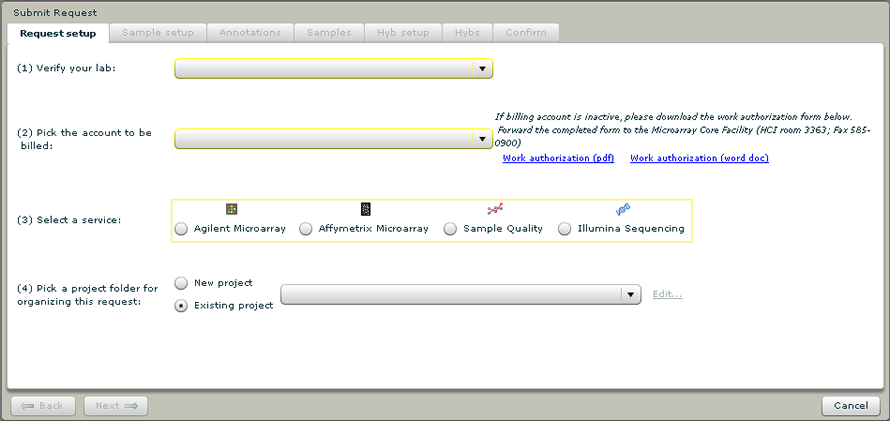 Submit Request
Request setup Sample setup Annotations Samples Hyb setup Hybs Confirm
(1) Verify your lab:
If billing account is inactive, please download the work authorization form below.
(2) Pick the account to be
Forward the completed form to the Microarray Core Facility (HCI room 3363; Fax 585-
billed:
0900)
Work authorization (pdf) Work authorization (word doc)
(3) Select a service:
Agilent Microarray Affymetrix Microarray Sample Quality Illumina Sequencing
(4) Pick a project folder for
organizing this request:
New project
Existing project Edit...
Back Next Cancel